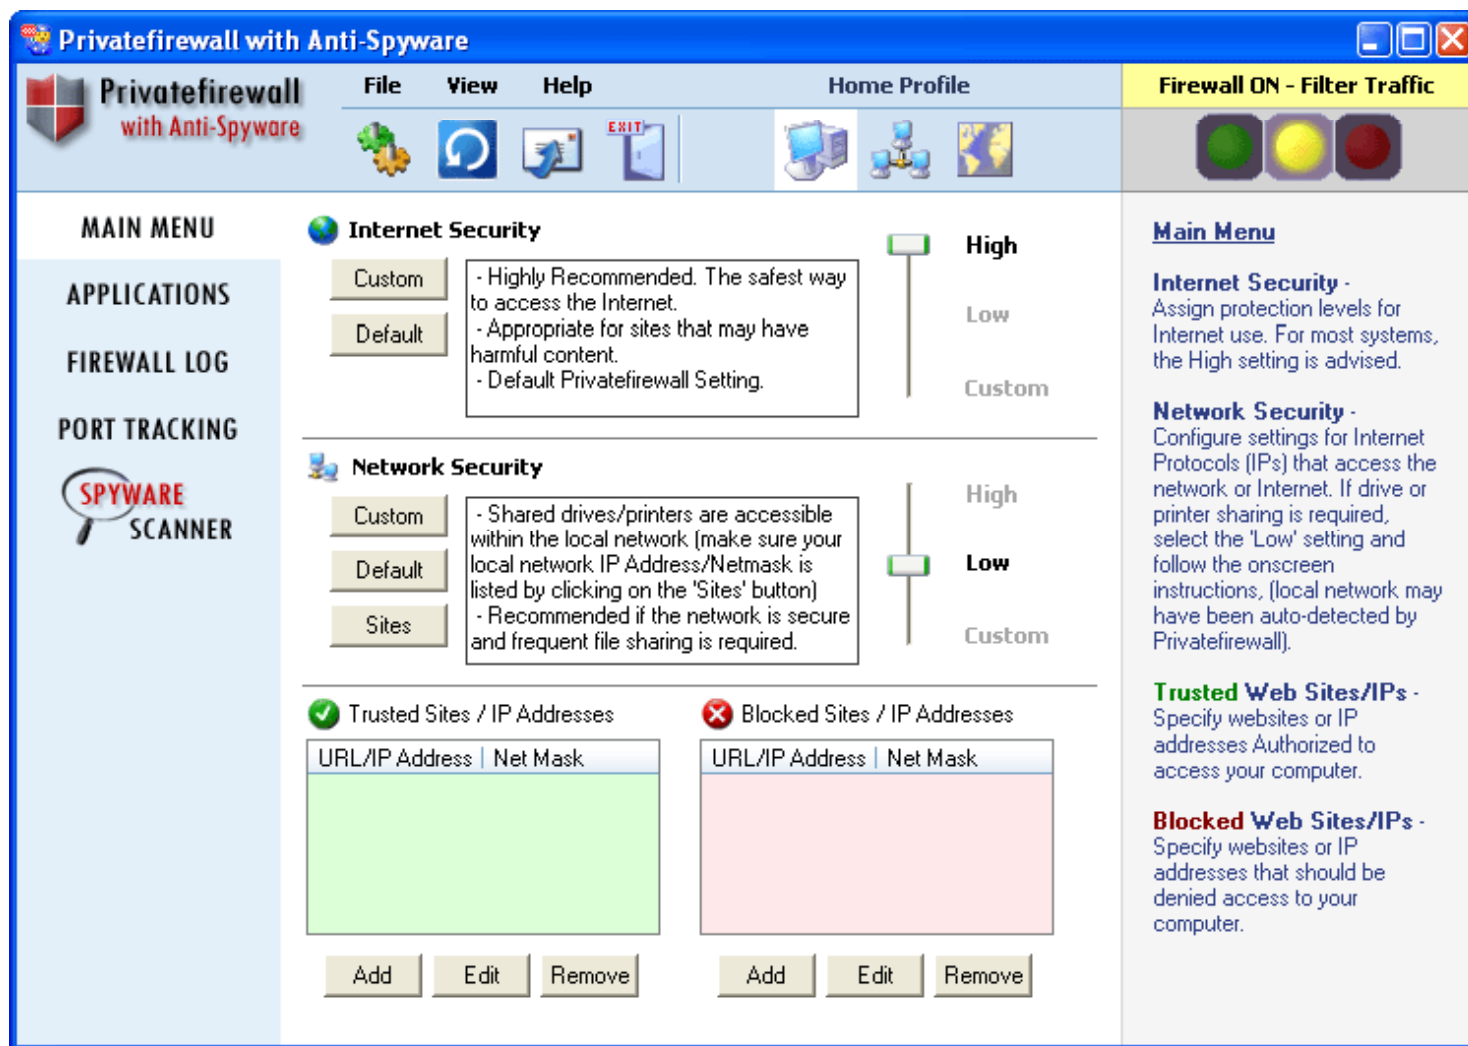 Privatefirewall with Anti-Spyware
Privatefirewall
with Anti-Spyware
File View Help
EXIT
Home Profile
Firewall ON - Filter Traffic
MAIN MENU
APPLICATIONS
FIREWALL LOG
PORT TRACKING
SPYWARE
SCANNER
Internet Security
Custom
Default
- Highly Recommended. The safest way
to access the Internet.
- Appropriate for sites that may have
harmful content.
- Default Privatefirewall Setting.
High
Low
Custom
Network Security
Custom
Default
Sites
- Shared drives/printers are accessible
within the local network (make sure your
local network IP Address/Netmask is
listed by clicking on the 'Sites' button)
- Recommended if the network is secure
and frequent file sharing is required.
High
Low
Custom
Trusted Sites / IP Addresses
URL/IP Address Net Mask
Add Edit Remove
Blocked Sites / IP Addresses
URL/IP Address Net Mask
Add Edit Remove
Main Menu
Internet Security -
Assign protection levels for
Internet use. For most systems,
the High setting is advised.
Network Security -
Configure settings for Internet
Protocols (IPs) that access the
network or Internet. If drive or
printer sharing is required,
select the 'Low' setting and
follow the onscreen
instructions, (local network may
have been auto-detected by
Privatefirewall).
Trusted Web Sites/IPs -
Specify websites or IP
addresses Authorized to
access your computer.
Blocked Web Sites/IPs -
Specify websites or IP
addresses that should be
denied access to your
computer.